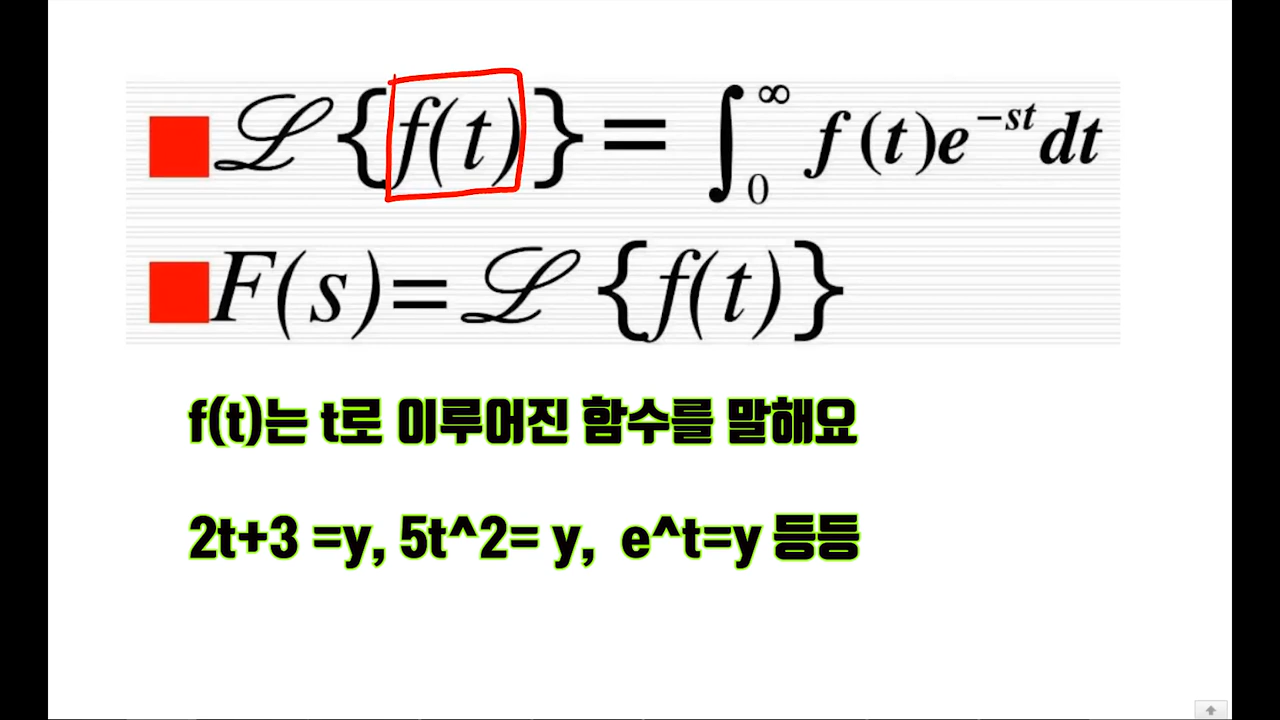 ℒ{f(t)} = ∫₀^∞ f(t)e^{-st}dt
F(s)=ℒ{f(t)}
f(t)는 t로 이루어진 함수를 말해요
2t+3 =y, 5t^2= y, e^t=y 등등